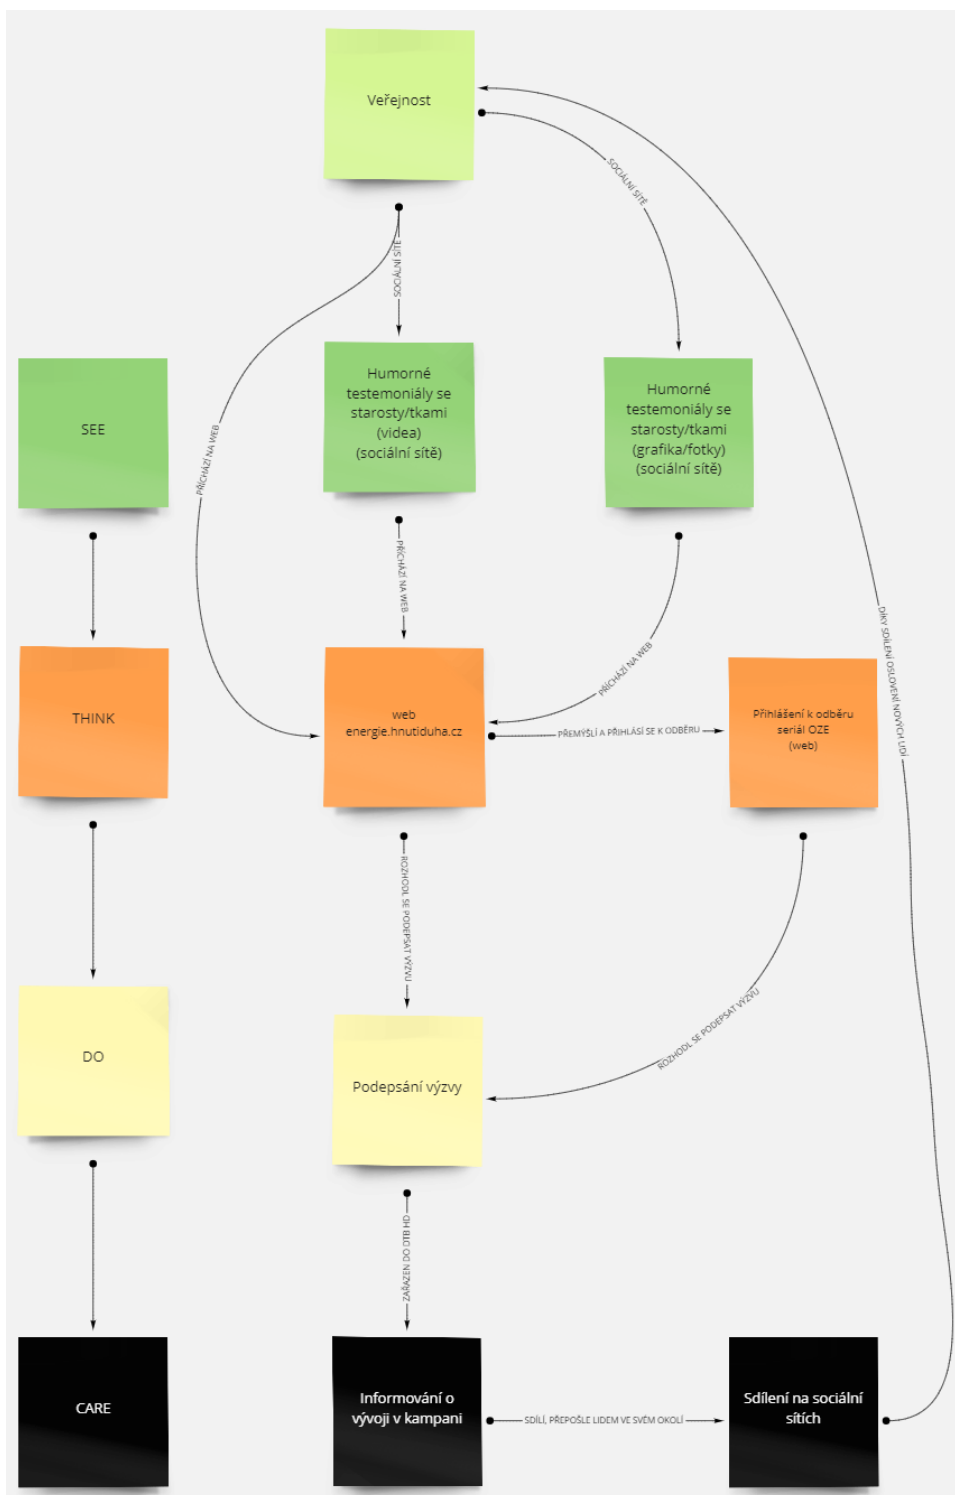 Veřejnost
SOCIÁLNÍ SÍTĚ
SOCIÁLNÍ SÍTĚ
PŘICHÁZÍ NA WEB
SEE
Humorné
testemoniály se
starosty/tkami
(videa)
(sociální sítě)
Humorné
testemoniály se
starosty/tkami
(grafika/fotky)
(sociální sítě)
PŘICHÁZÍ NA WEB
PŘICHÁZÍ NA WEB
DÍKY SDÍLENÍ OSLOVENÍ NOVÝCH LIDÍ
THINK
web
energie.hnutiduha.cz
PŘEMÝŠLÍ A PŘIHLÁSÍ SE K ODBĚRU
Přihlášení k odběru
seriál OZE
(web)
ROZHODL SE PODEPSAT VÝZVU
ROZHODL SE PODEPSAT VÝZVU
DO
Podepsání výzvy
ZAŘAZEN DO DTB HD
CARE
Informování o
vývoji v kampani
SDÍLÍ, PŘEPOŠLE LIDEM VE SVÉM OKOLÍ
Sdílení na sociální
sítích